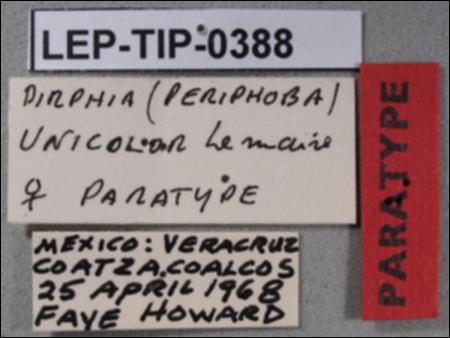 LEP-TIP-0388
DIRPHIA (PERIPHOBA)
UNICOLOR Lemaire
♀ PARATYPE
PARATYPE
MEXICO: VERACRUZ
COATZACOALCOS
25 APRIL 1968
FAYE HOWARD